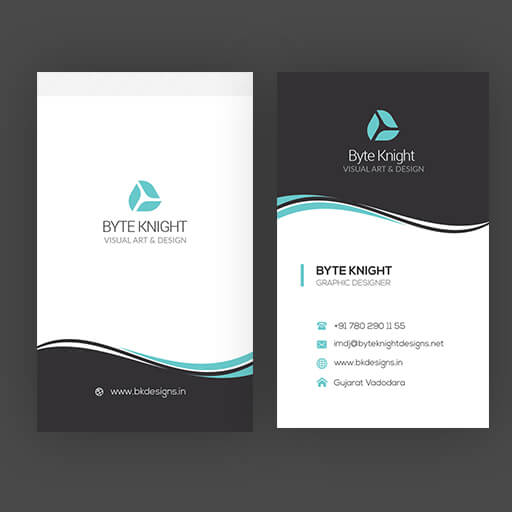 BYTE KNIGHT
VISUAL ART & DESIGN
www.bkdesigns.in
Byte Knight
VISUAL ART & DESIGN
BYTE KNIGHT
GRAPHIC DESIGNER
+91 780 290 11 55
imdj@byteknightdesigns.net
www.bkdesigns.in
Gujarat Vadodara